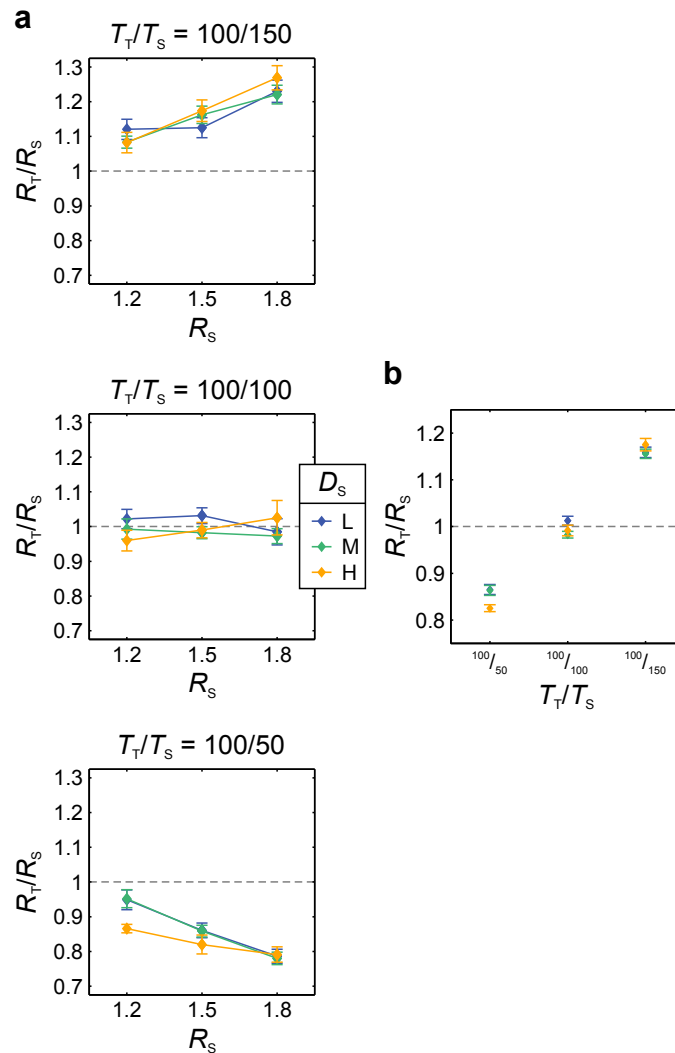 a
T_T/T_S = 100/150
1.3
1.2
1.1
1
0.9
0.8
0.7
R_T/R_S
1.2 1.5 1.8
R_S
T_T/T_S = 100/100
1.3
1.2
1.1
1
0.9
0.8
0.7
R_T/R_S
1.2 1.5 1.8
R_S
D_S
L
M
H
b
1.2
1.1
1
0.9
0.8
R_T/R_S
100/50 100/100 100/150
T_T/T_S
T_T/T_S = 100/50
1.3
1.2
1.1
1
0.9
0.8
0.7
R_T/R_S
1.2 1.5 1.8
R_S